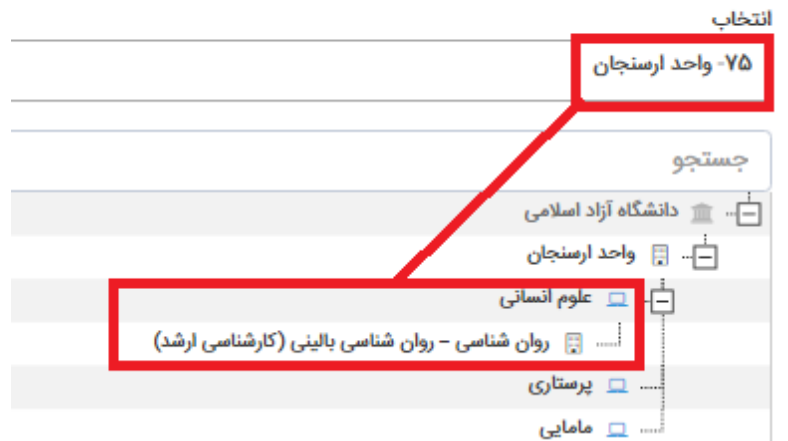 انتخاب
۷۵- واحد ارسنجان
جستجو
دانشگاه آزاد اسلامی
واحد ارسنجان
علوم انسانی
روان شناسی - روان شناسی بالینی (کارشناسی ارشد)
پرستاری
مامایی